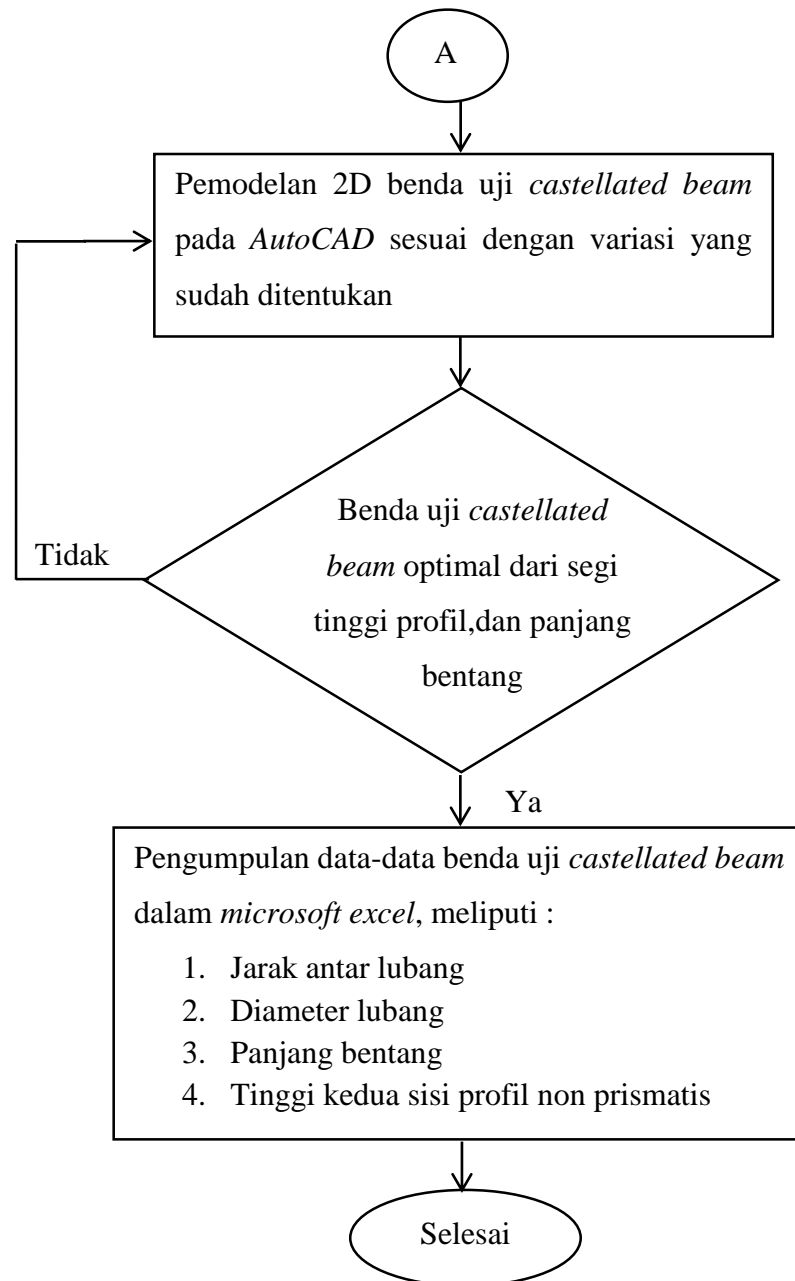 A
Pemodelan 2D benda uji castellated beam
pada AutoCAD sesuai dengan variasi yang
sudah ditentukan
Benda uji castellated
beam optimal dari segi
tinggi profil,dan panjang
bentang
Tidak
Ya
Pengumpulan data-data benda uji castellated beam
dalam microsoft excel, meliputi :
1. Jarak antar lubang
2. Diameter lubang
3. Panjang bentang
4. Tinggi kedua sisi profil non prismatis
Selesai